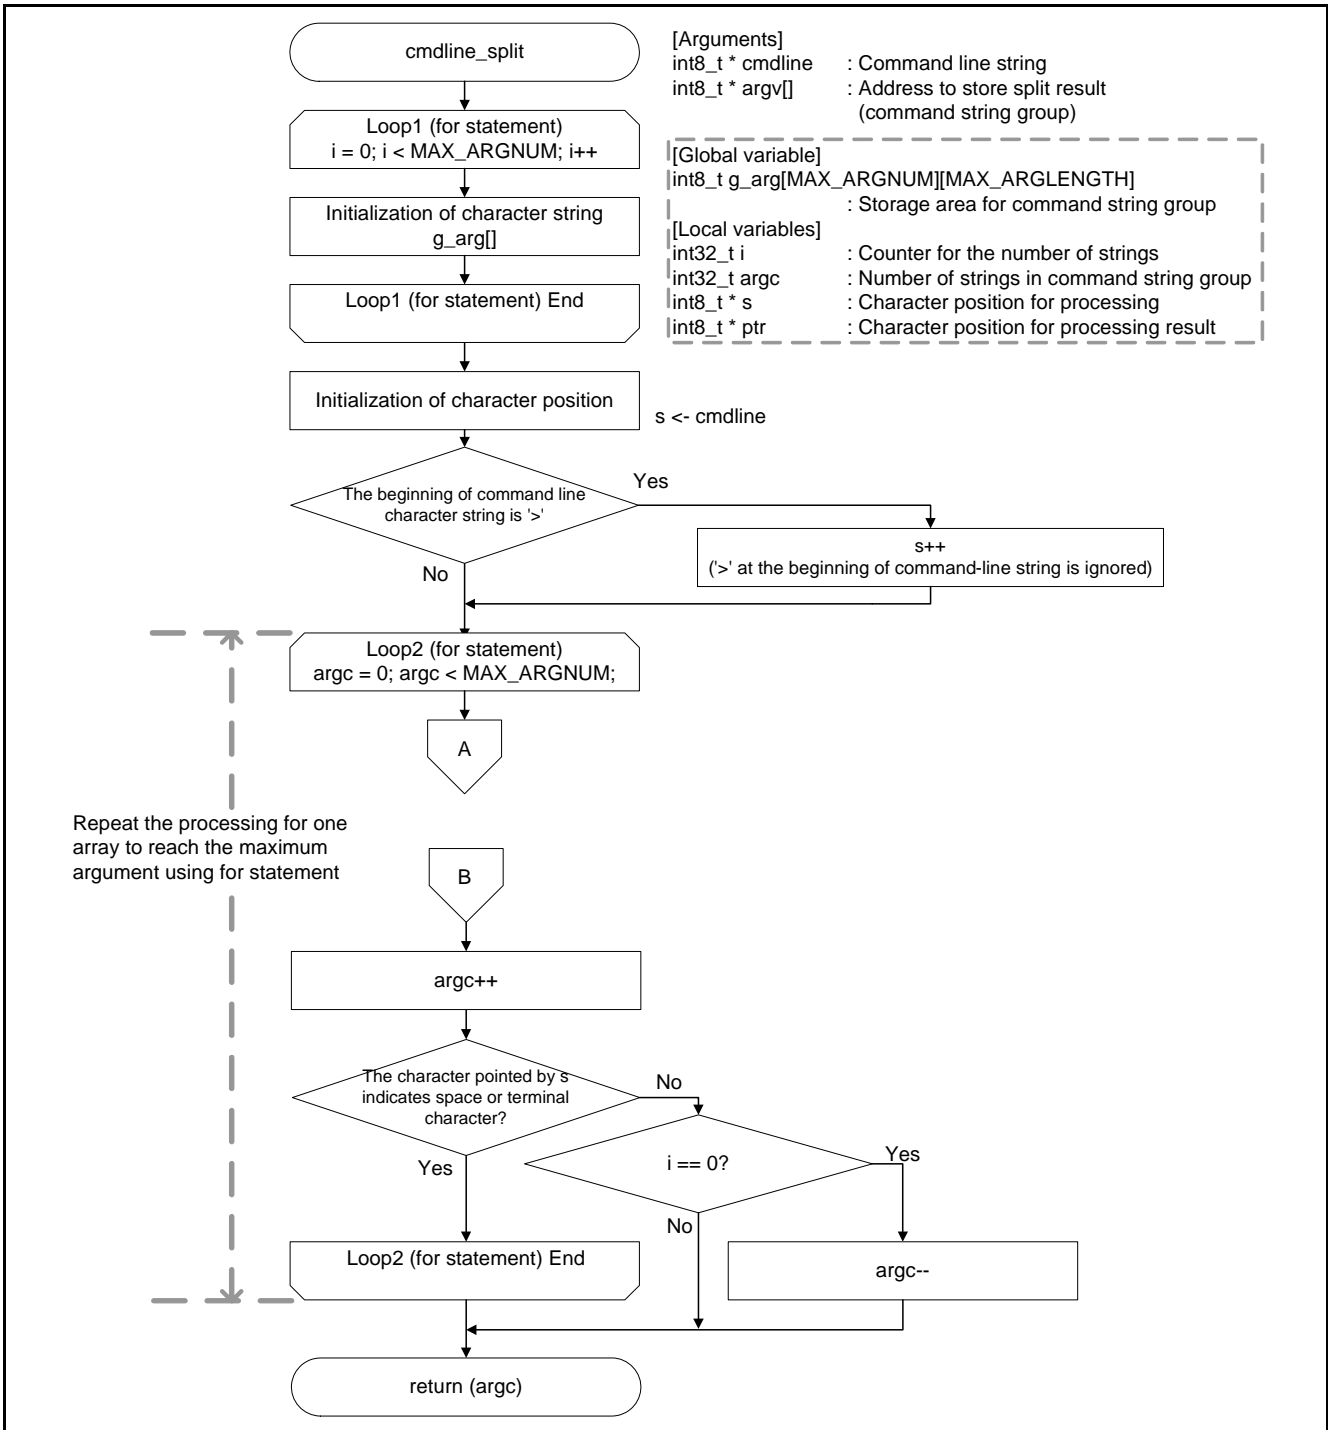 cmdline_split
[Arguments]
int8_t * cmdline : Command line string
int8_t * argv[] : Address to store split result
(command string group)
Loop1 (for statement)
i = 0; i < MAX_ARGNUM; i++
[Global variable]
int8_t g_arg[MAX_ARGNUM][MAX_ARGLENGTH]
: Storage area for command string group
[Local variables]
int32_t i : Counter for the number of strings
int32_t argc : Number of strings in command string group
int8_t * s : Character position for processing
int8_t * ptr : Character position for processing result
Initialization of character string
g_arg[]
Loop1 (for statement) End
Initialization of character position
s <- cmdline
The beginning of command line
character string is '>'
Yes
s++
('>' at the beginning of command-line string is ignored)
No
Loop2 (for statement)
argc = 0; argc < MAX_ARGNUM;
A
Repeat the processing for one
array to reach the maximum
argument using for statement
B
argc++
The character pointed by s
indicates space or terminal
character?
No
Yes
i == 0?
Yes
No
Loop2 (for statement) End
argc--
return (argc)